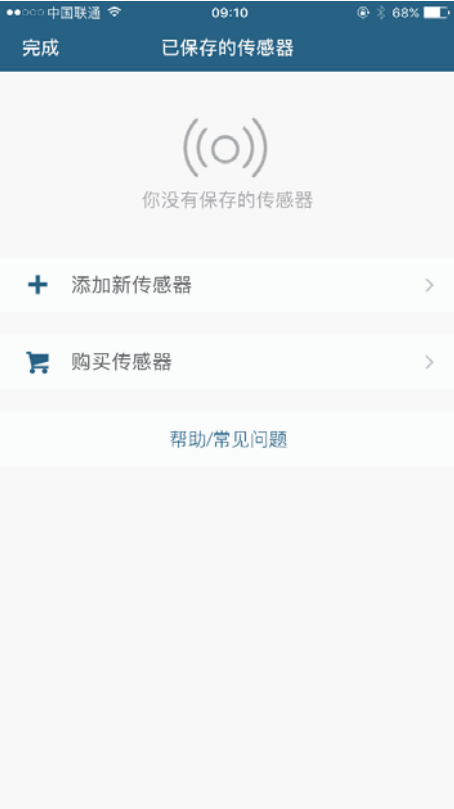 中国联通 09:10 68%
完成 已保存的传感器
你没有保存的传感器
添加新传感器
购买传感器
帮助/常见问题